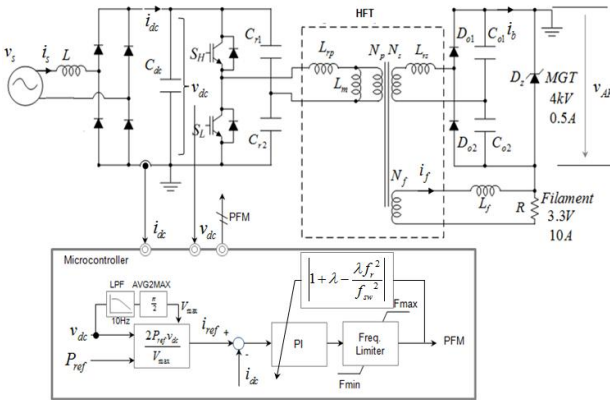 HFT
v_s
i_s
L
i_dc
C_dc
v_dc
S_H
S_L
C_r1
C_r2
L_rp
L_m
N_p N_s
L_rs
D_o1
D_o2
C_o1
C_o2
i_b
D_z
MGT
4kV
0.5A
N_f
i_f
L_f
R
Filament
3.3V
10A
i_dc
v_dc
PFM
Microcontroller
LPF
10Hz
AVG2MAX
π/2
V_max
v_dc
P_ref
2P_ref v_dc / V_max
i_ref
+
-
i_dc
PI
|1 + λ − λf_r² / f_sw²|
Freq.
Limiter
Fmax
Fmin
PFM